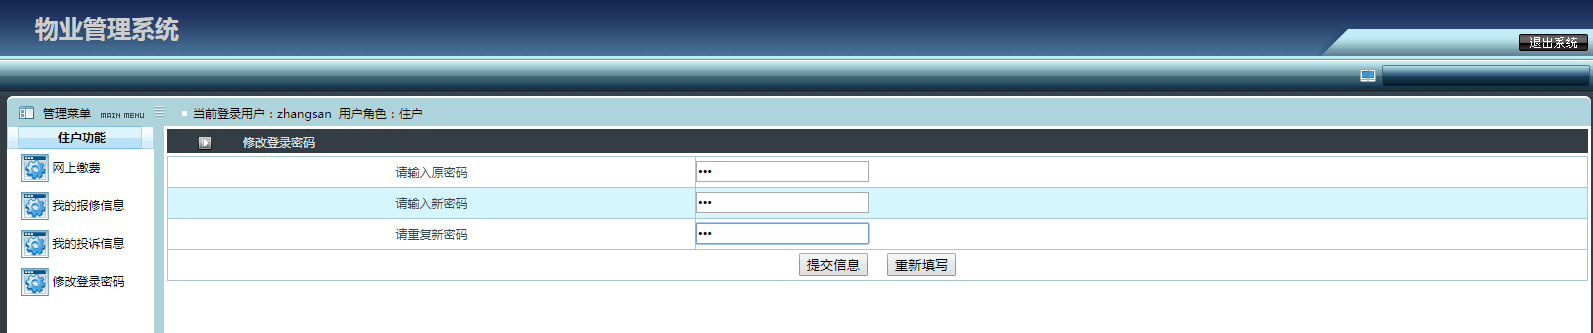 物业管理系统
退出系统
管理菜单 MAIN MENU
当前登录用户：zhangsan 用户角色：住户
住户功能
网上缴费
我的报修信息
我的投诉信息
修改登录密码
修改登录密码
请输入原密码 •••
请输入新密码 •••
请重复新密码 •••
提交信息 重新填写